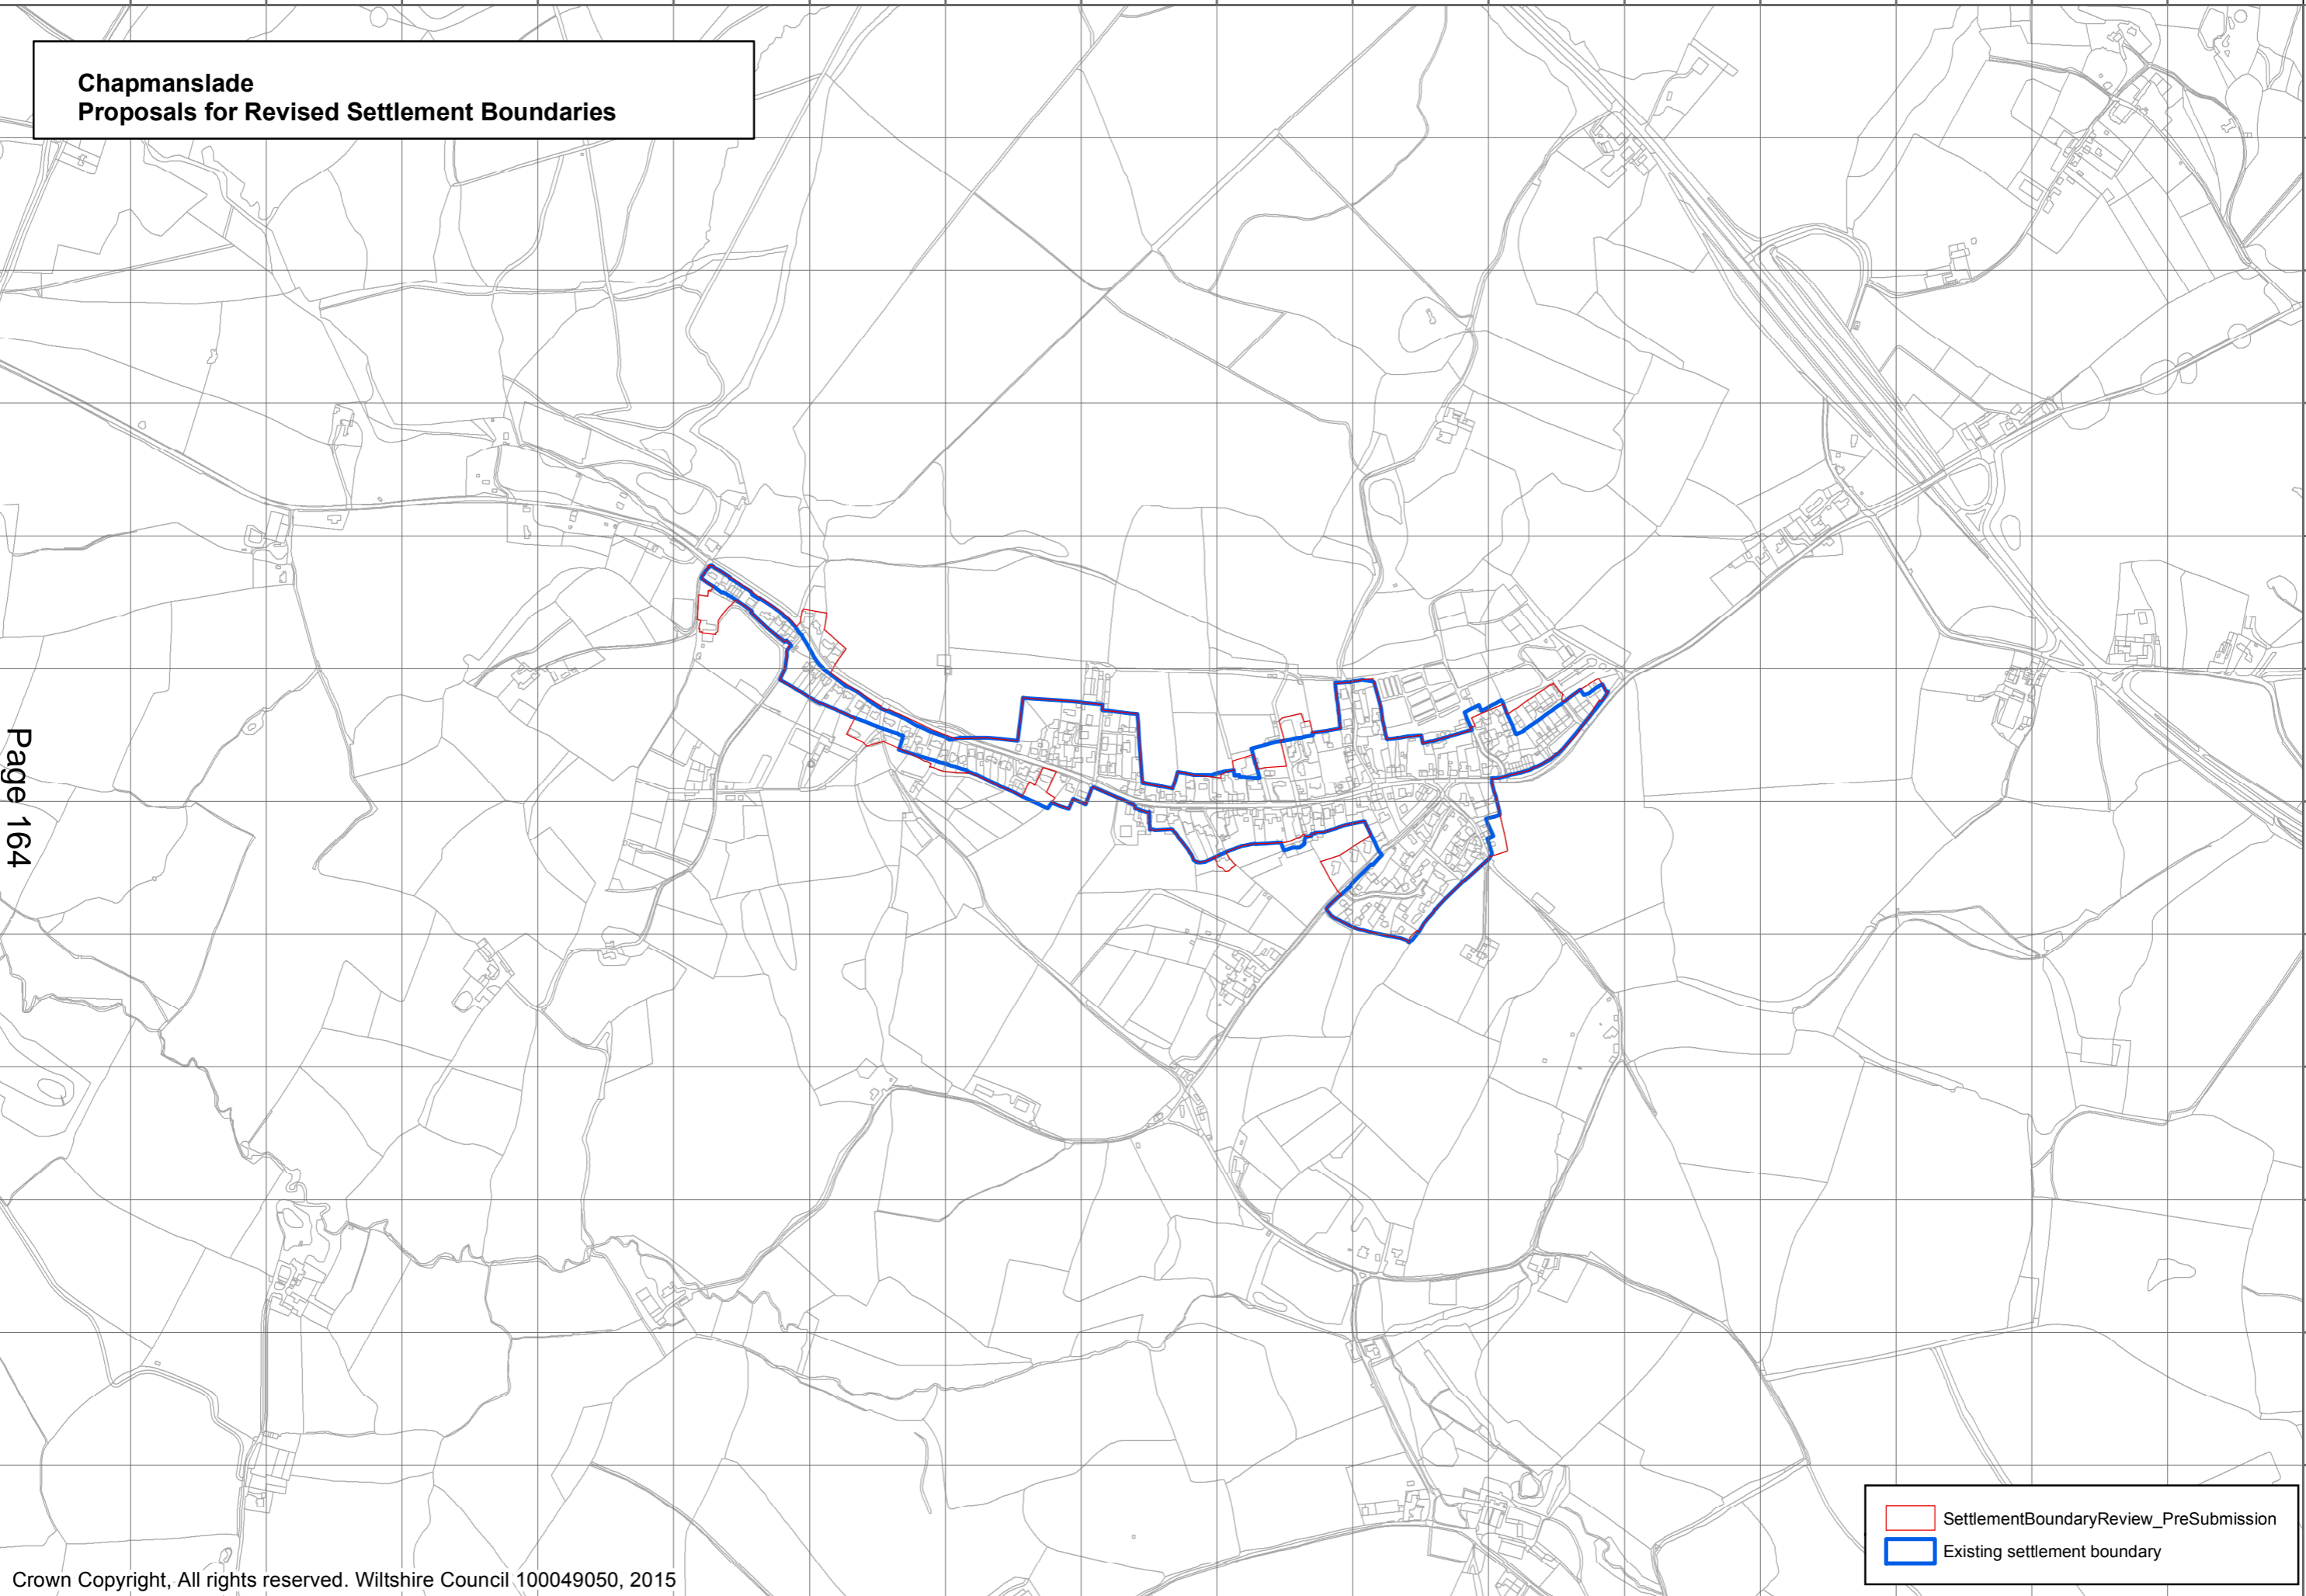 Chapmanslade
Proposals for Revised Settlement Boundaries
Page 164
SettlementBoundaryReview_PreSubmission
Existing settlement boundary
Crown Copyright, All rights reserved. Wiltshire Council 100049050, 2015